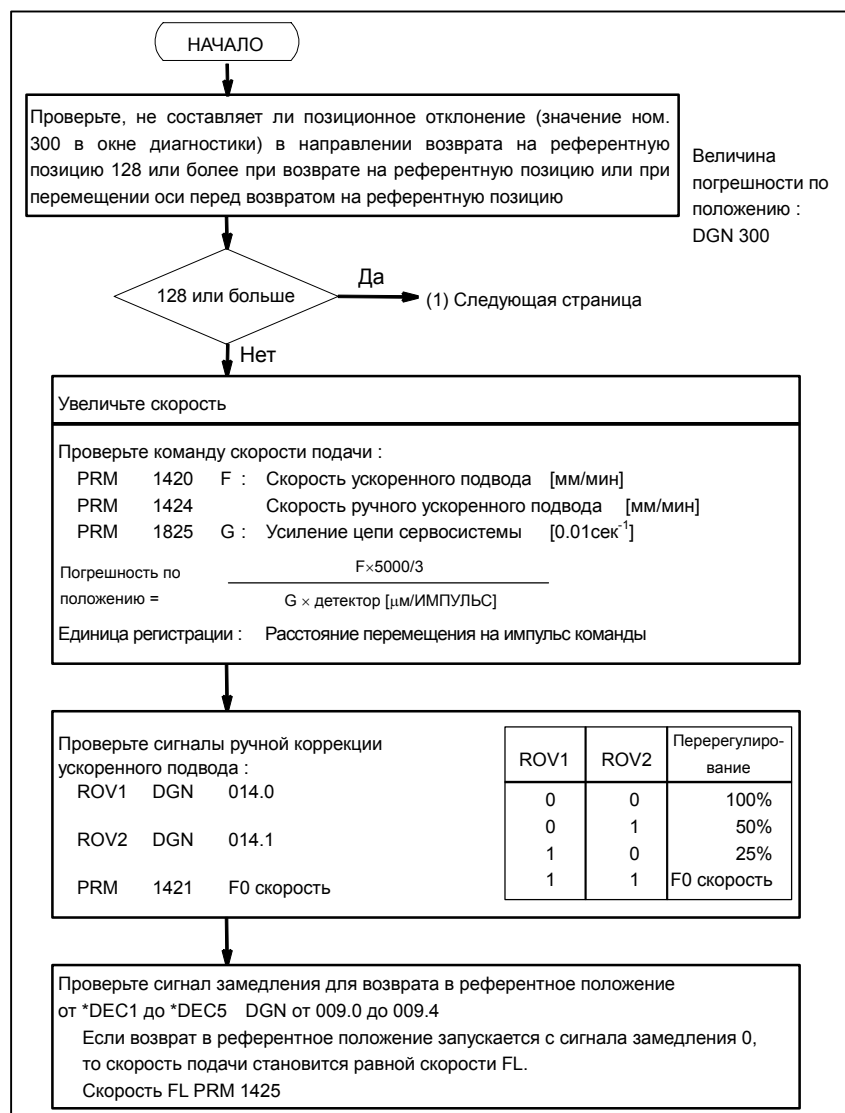 НАЧАЛО
Проверьте, не составляет ли позиционное отклонение (значение ном.
300 в окне диагностики) в направлении возврата на референтную
позицию 128 или более при возврате на референтную позицию или при
перемещении оси перед возвратом на референтную позицию
Величина
погрешности по
положению :
DGN 300
128 или больше
Да
(1) Следующая страница
Нет
Увеличьте скорость
Проверьте команду скорости подачи :
PRM 1420 F : Скорость ускоренного подвода [мм/мин]
PRM 1424 Скорость ручного ускоренного подвода [мм/мин]
PRM 1825 G : Усиление цепи сервосистемы [0.01сек⁻¹]
Погрешность по
положению =
F×5000/3
G × детектор [μм/ИМПУЛЬС]
Единица регистрации : Расстояние перемещения на импульс команды
Проверьте сигналы ручной коррекции
ускоренного подвода :
ROV1 DGN 014.0
ROV2 DGN 014.1
PRM 1421 F0 скорость
ROV1 ROV2 Перерегулиро-
вание
0 0 100%
0 1 50%
1 0 25%
1 1 F0 скорость
Проверьте сигнал замедления для возврата в референтное положение
от *DEC1 до *DEC5 DGN от 009.0 до 009.4
Если возврат в референтное положение запускается с сигнала замедления 0,
то скорость подачи становится равной скорости FL.
Скорость FL PRM 1425